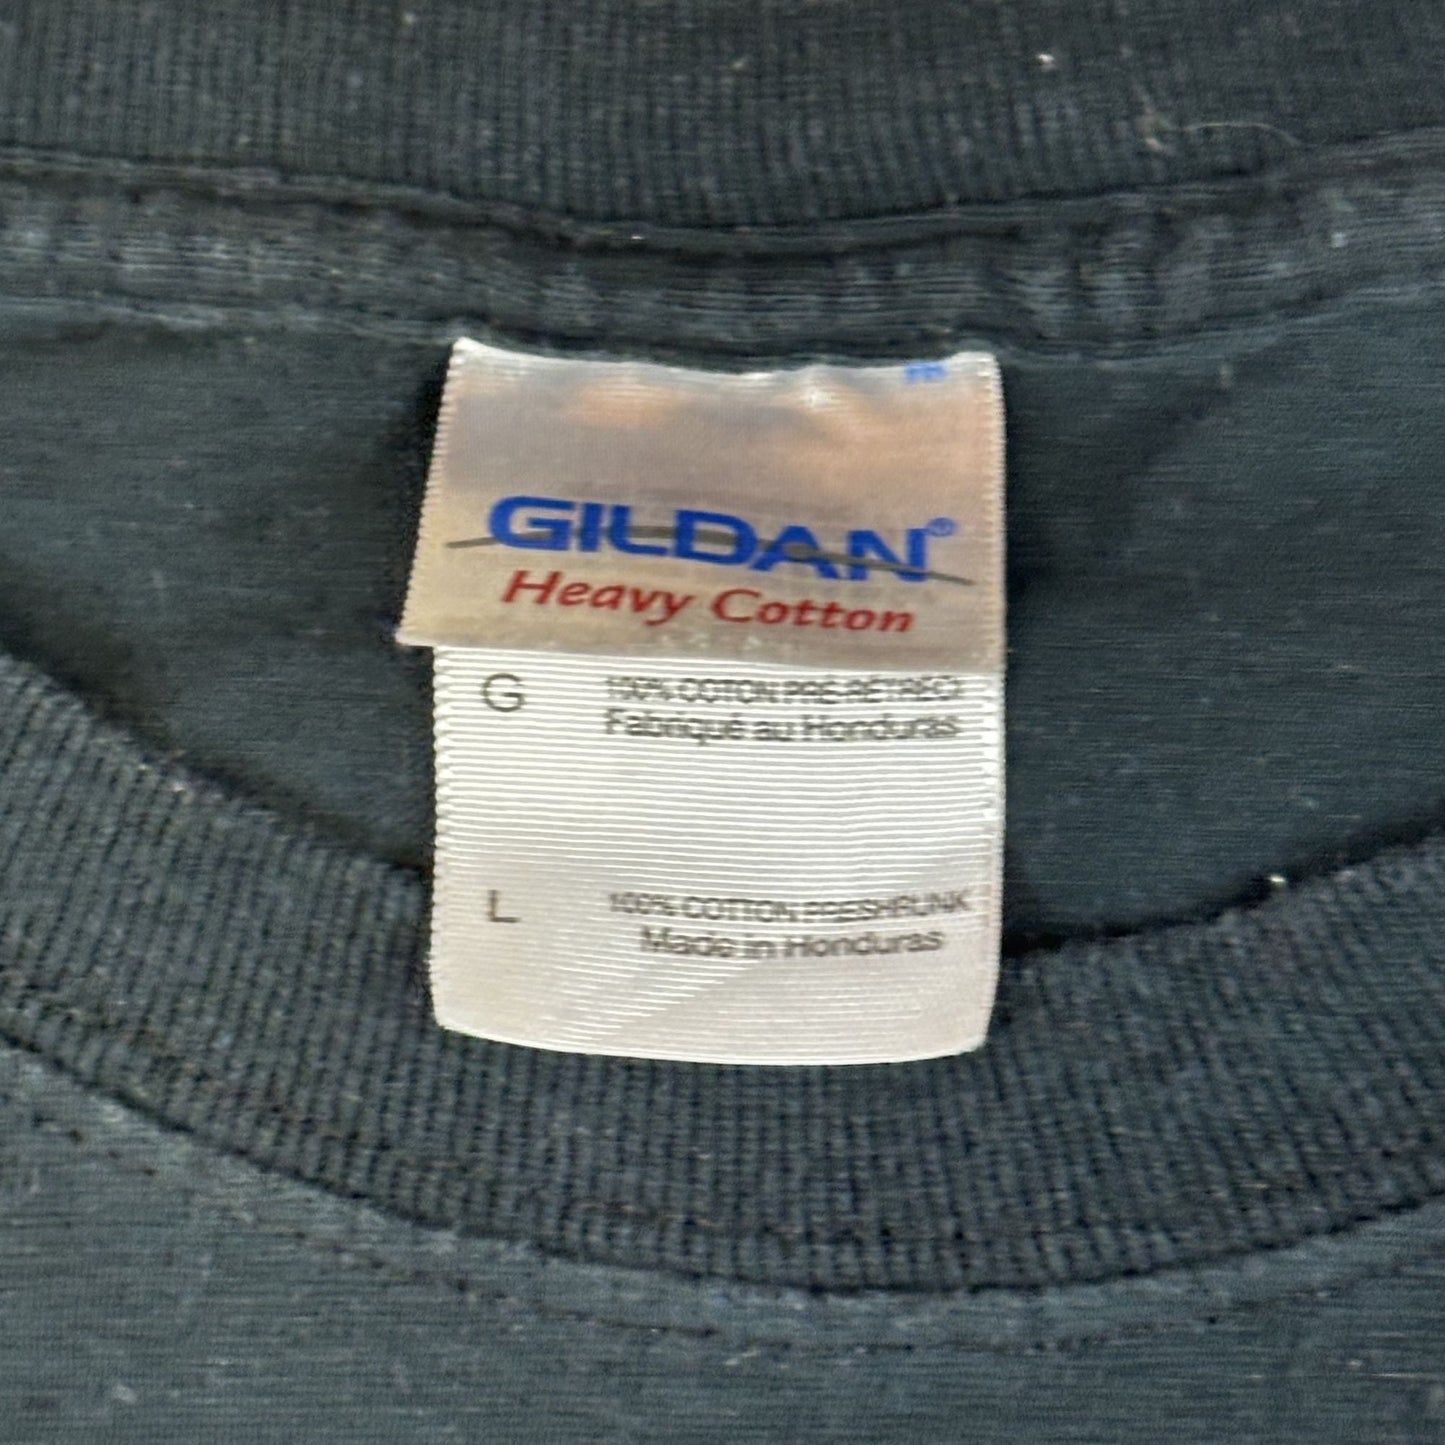 GILDAN®
Heavy Cotton
G 100% COTON PRÉ-RÉTRÉCI
Fabriqué au Honduras
L 100% COTTON PRESHRUNK
Made in Honduras